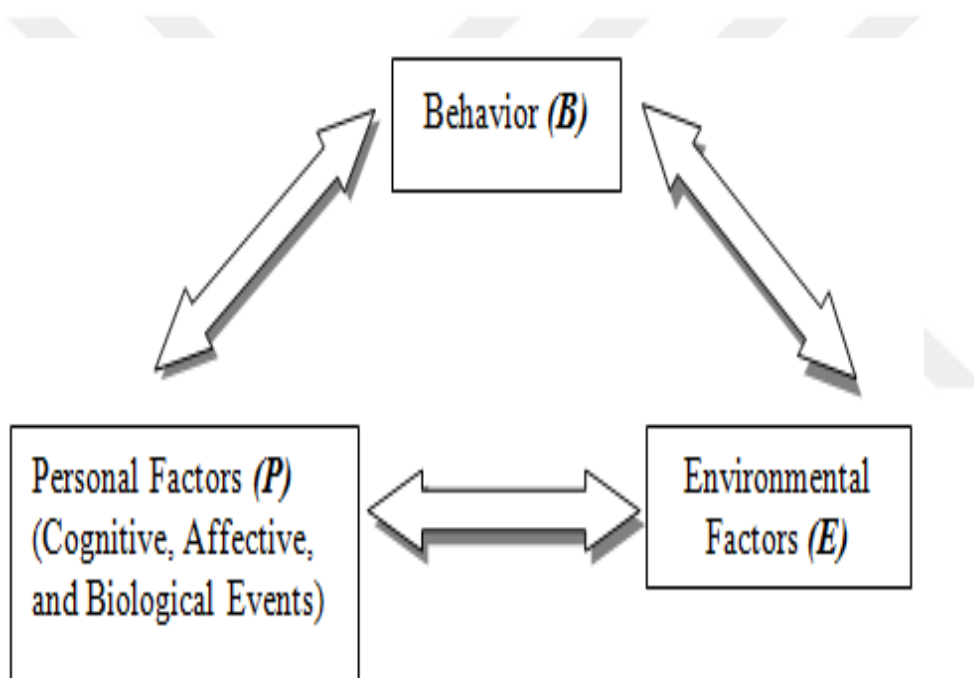 Behavior (B)
Personal Factors (P)
(Cognitive, Affective,
and Biological Events)
Environmental
Factors (E)